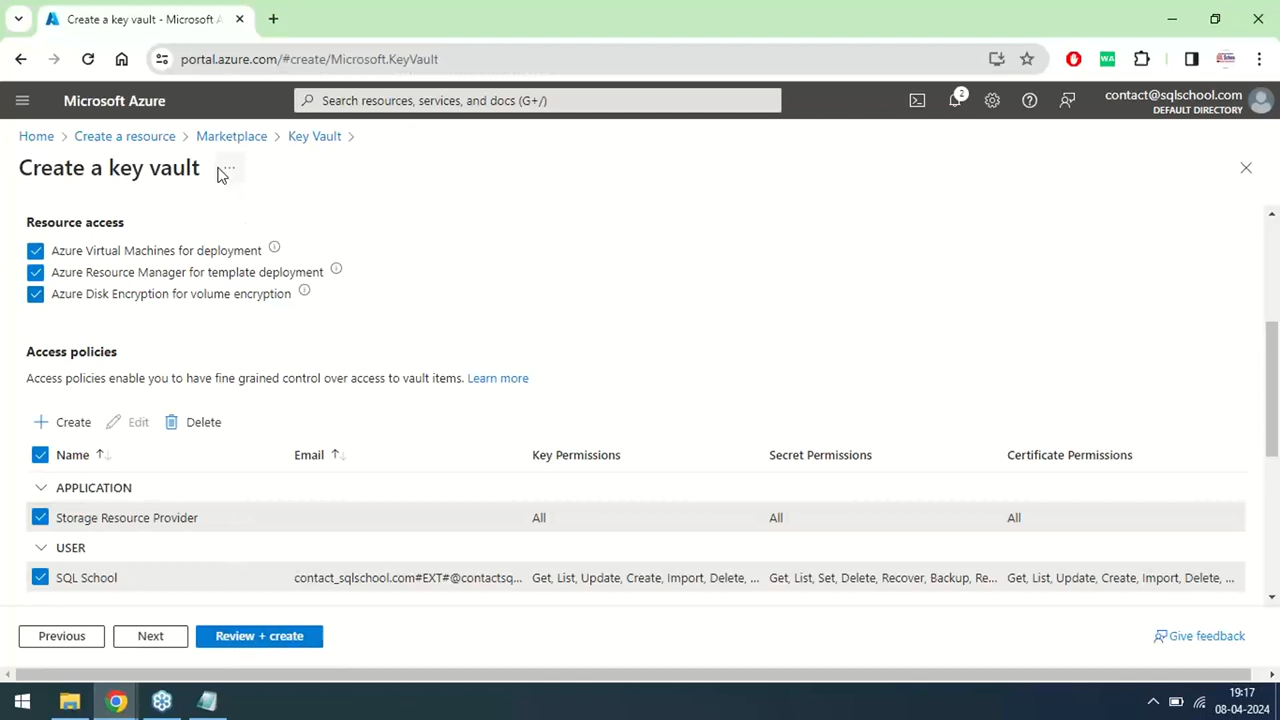 Create a key vault - Microsoft A
portal.azure.com/#create/Microsoft.KeyVault
WA
Microsoft Azure
Search resources, services, and docs (G+/)
2
contact@sqlschool.com
DEFAULT DIRECTORY
Home > Create a resource > Marketplace > Key Vault >
Create a key vault ...
Resource access
Azure Virtual Machines for deployment
Azure Resource Manager for template deployment
Azure Disk Encryption for volume encryption
Access policies
Access policies enable you to have fine grained control over access to vault items. Learn more
Create Edit Delete
Name Email Key Permissions Secret Permissions Certificate Permissions
APPLICATION
Storage Resource Provider All All All
USER
SQL School contact_sqlschool.com#EXT#@contactsq... Get, List, Update, Create, Import, Delete, ... Get, List, Set, Delete, Recover, Backup, Re... Get, List, Update, Create, Import, Delete, ...
Previous Next Review + create Give feedback
19:17
08-04-2024